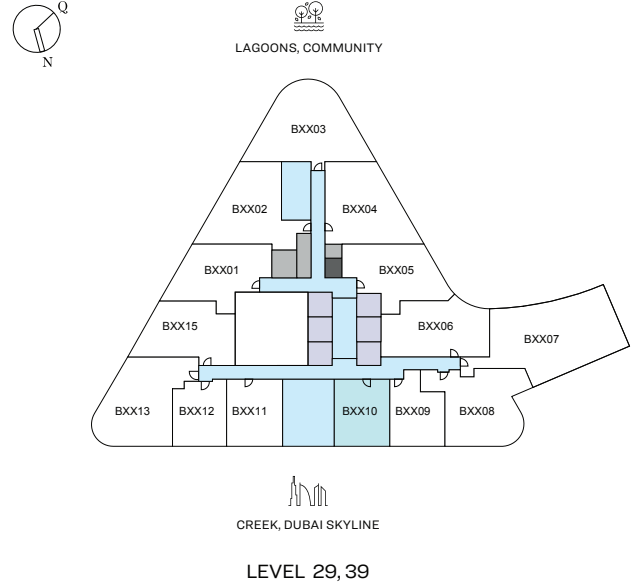 Q
N
LAGOONS, COMMUNITY
BXX03
BXX02 BXX04
BXX01 BXX05
BXX15 BXX06 BXX07
BXX13 BXX12 BXX11 BXX10 BXX09 BXX08
CREEK, DUBAI SKYLINE
LEVEL 29, 39